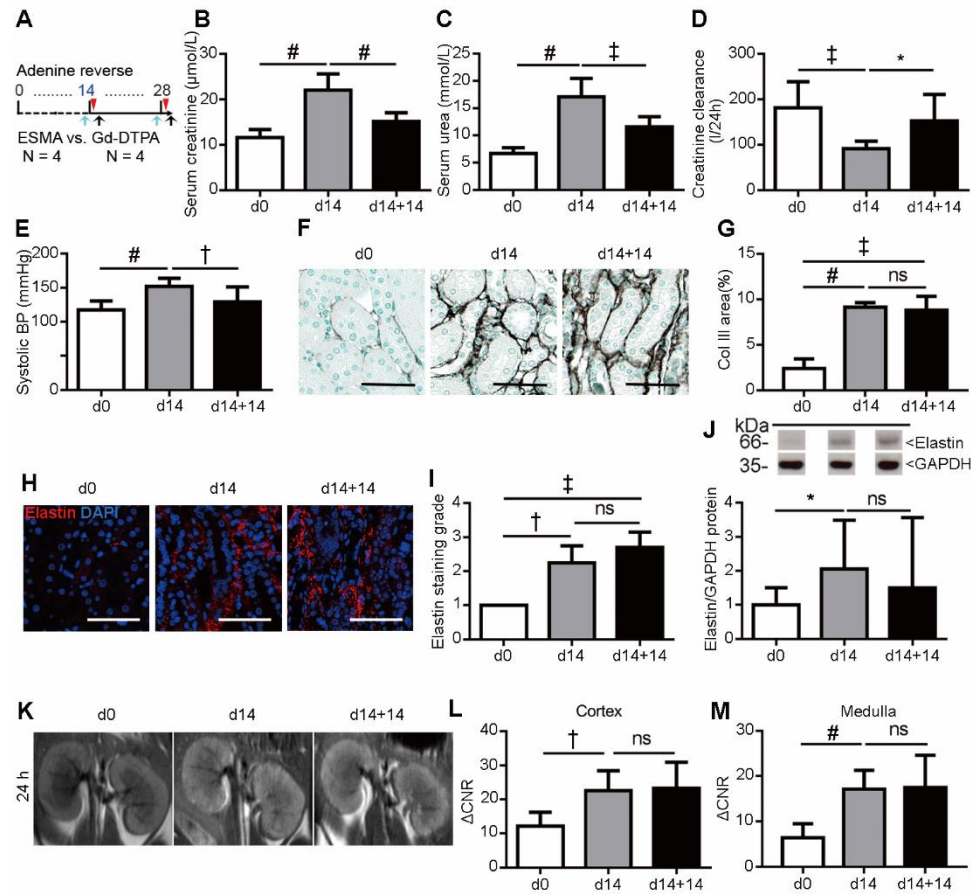 A
Adenine reverse
0 ........ 14 ........ 28
ESMA vs. Gd-DTPA
N = 4 N = 4
B
Serum creatinine (µmol/L)
30
20
10
0
# #
d0 d14 d14+14
C
Serum urea (mmol/L)
25
20
15
10
5
0
# ‡
d0 d14 d14+14
D
Creatinine clearance
(l/24h)
300
200
100
0
‡ *
d0 d14 d14+14
E
Systolic BP (mmHg)
200
150
100
50
0
# †
d0 d14 d14+14
F
d0 d14 d14+14
G
Col III area(%)
15
10
5
0
‡
# ns
d0 d14 d14+14
H
d0 d14 d14+14
Elastin DAPI
I
Elastin staining grade
4
3
2
1
0
‡
† ns
d0 d14 d14+14
J
kDa
66- <Elastin
35- <GAPDH
Elastin/GAPDH protein
4
3
2
1
0
* ns
d0 d14 d14+14
K
d0 d14 d14+14
24 h
L
Cortex
ΔCNR
40
30
20
10
0
† ns
d0 d14 d14+14
M
Medulla
ΔCNR
30
20
10
0
# ns
d0 d14 d14+14